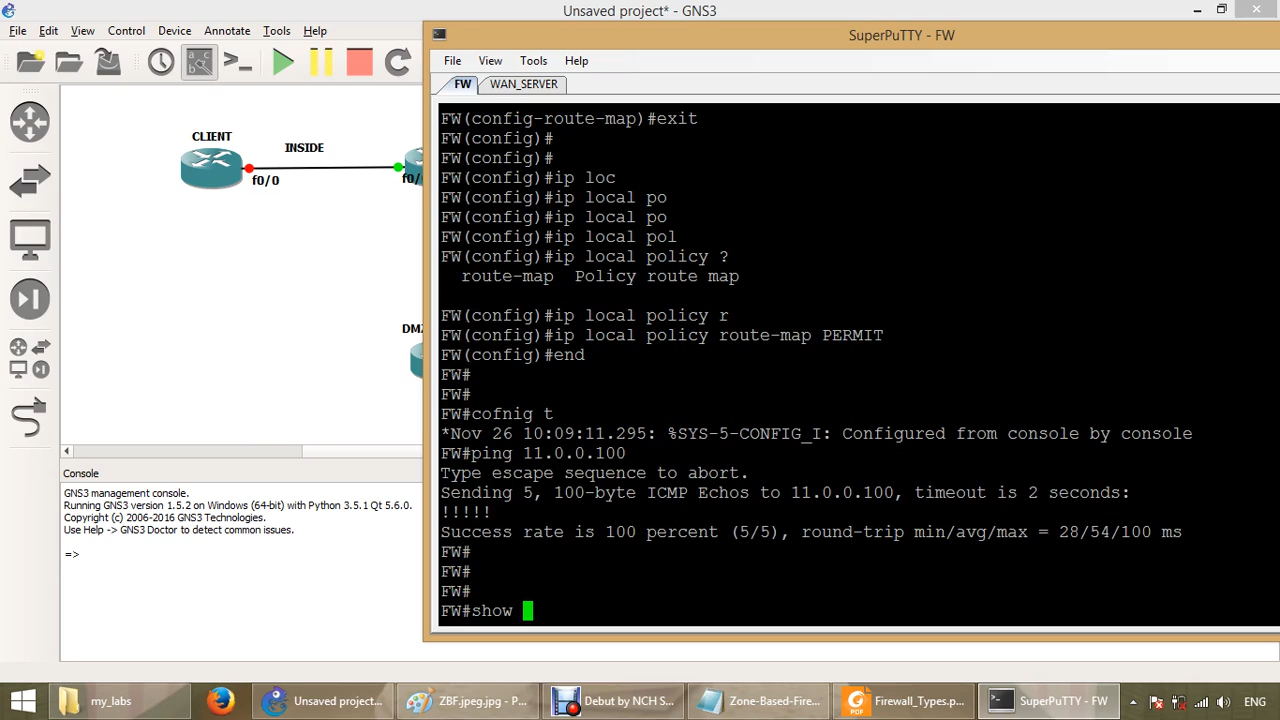 Unsaved project* - GNS3
File Edit View Control Device Annotate Tools Help
CLIENT
INSIDE
f0/0
f0/
DMZ
Console
GNS3 management console.
Running GNS3 version 1.5.2 on Windows (64-bit) with Python 3.5.1 Qt 5.6.0.
Copyright (c) 2006-2016 GNS3 Technologies.
Use Help -> GNS3 Doctor to detect common issues.
=>
SuperPuTTY - FW
File View Tools Help
FW WAN_SERVER
FW(config-route-map)#exit
FW(config)#
FW(config)#
FW(config)#ip loc
FW(config)#ip local po
FW(config)#ip local po
FW(config)#ip local pol
FW(config)#ip local policy ?
route-map Policy route map
FW(config)#ip local policy r
FW(config)#ip local policy route-map PERMIT
FW(config)#end
FW#
FW#
FW#cofnig t
*Nov 26 10:09:11.295: %SYS-5-CONFIG_I: Configured from console by console
FW#ping 11.0.0.100
Type escape sequence to abort.
Sending 5, 100-byte ICMP Echos to 11.0.0.100, timeout is 2 seconds:
!!!!!
Success rate is 100 percent (5/5), round-trip min/avg/max = 28/54/100 ms
FW#
FW#
FW#
FW#show
my_labs
Unsaved project...
ZBF.jpeg.jpg - P...
Debut by NCH S...
Zone-Based-Fire...
Firewall_Types.p...
SuperPuTTY - FW
ENG